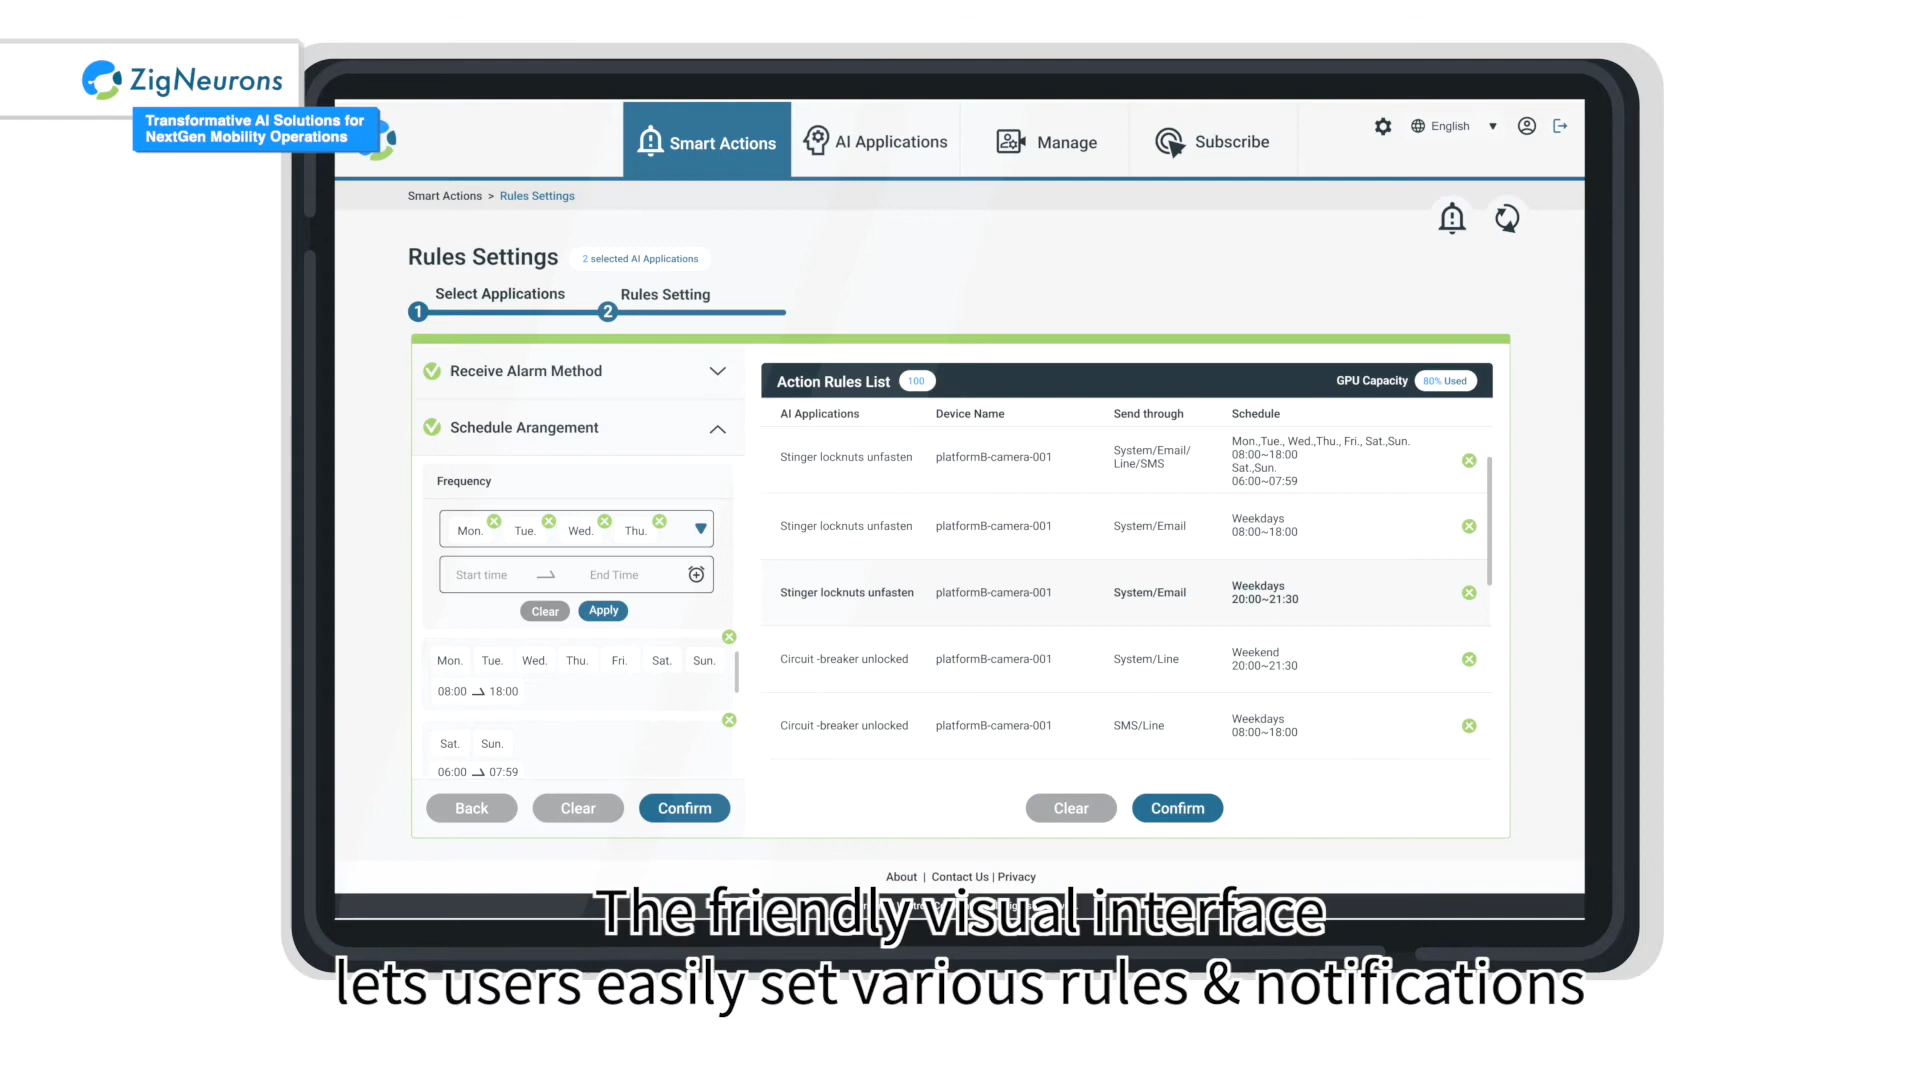 ZigNeurons
Transformative AI Solutions for
NextGen Mobility Operations
Smart Actions
AI Applications
Manage
Subscribe
English
Smart Actions > Rules Settings
Rules Settings
2 selected AI Applications
Select Applications
Rules Setting
1
2
Receive Alarm Method
Schedule Arangement
Frequency
Mon. Tue. Wed. Thu.
Start time End Time
Clear Apply
Mon. Tue. Wed. Thu. Fri. Sat. Sun.
08:00 18:00
Sat. Sun.
06:00 07:59
Back Clear Confirm
Action Rules List 100
GPU Capacity 80% Used
AI Applications Device Name Send through Schedule
Stinger locknuts unfasten platformB-camera-001
System/Email/
Line/SMS
Mon.,Tue., Wed.,Thu., Fri., Sat.,Sun.
08:00~18:00
Sat.,Sun.
06:00~07:59
Stinger locknuts unfasten platformB-camera-001 System/Email
Weekdays
08:00~18:00
Stinger locknuts unfasten platformB-camera-001 System/Email
Weekdays
20:00~21:30
Circuit -breaker unlocked platformB-camera-001 System/Line
Weekend
20:00~21:30
Circuit -breaker unlocked platformB-camera-001 SMS/Line
Weekdays
08:00~18:00
Clear Confirm
About | Contact Us | Privacy
The friendly visual interface
lets users easily set various rules & notifications